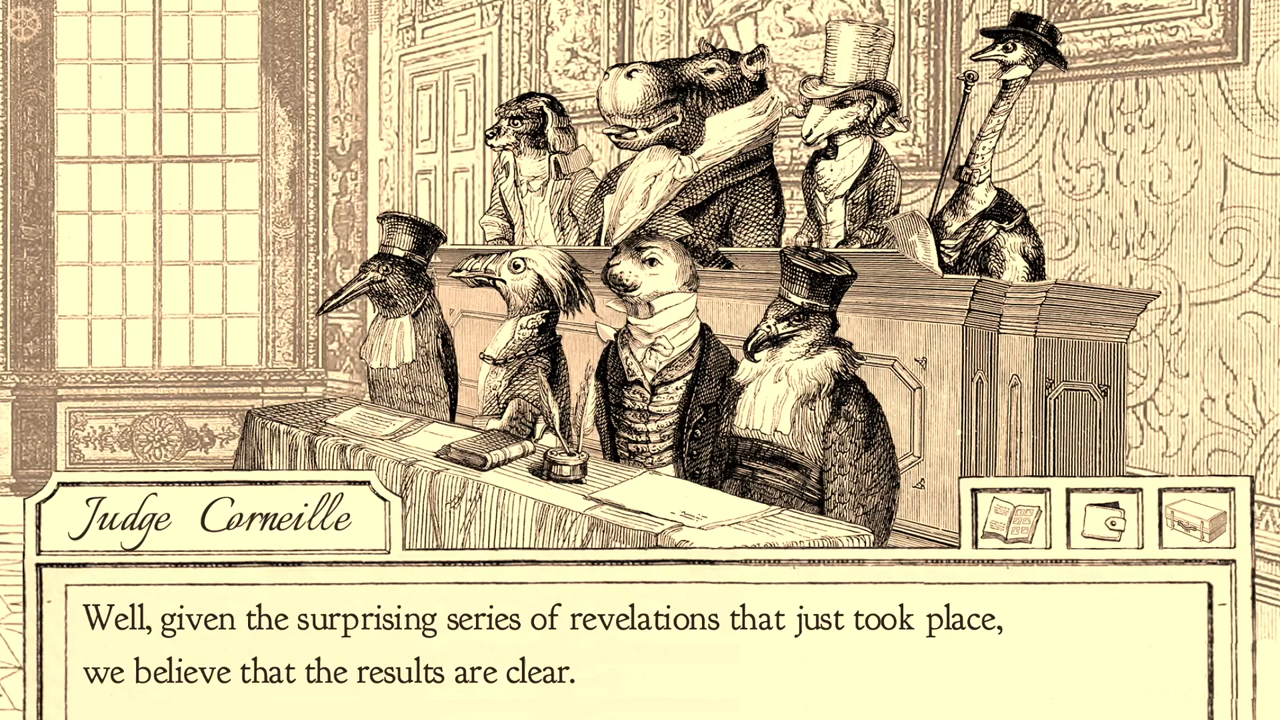 Judge Corneille
Well, given the surprising series of revelations that just took place,
we believe that the results are clear.